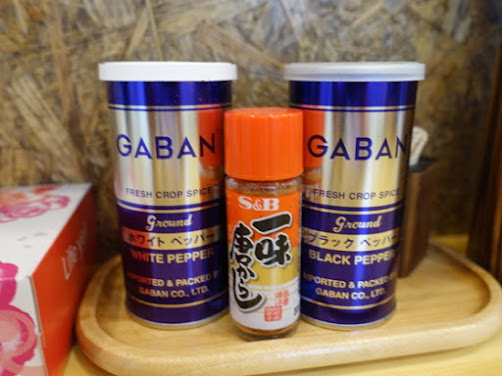 GABAN
FRESH CROP SPICE
Ground
ホワイト ペッパー
WHITE PEPPER
IMPORTED & PACKED BY
GABAN CO., LTD.
S&B
一味
唐からし
GABAN
FRESH CROP SPICE
Ground
ブラック ペッパー
BLACK PEPPER
IMPORTED & PACKED BY
GABAN CO., LTD.